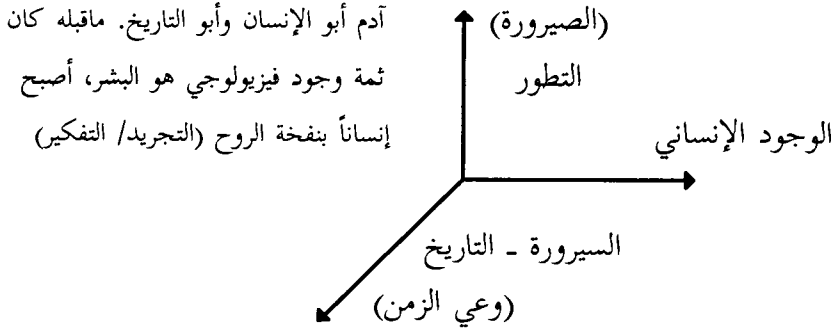 آدم أبو الإنسان وأبو التاريخ. ماقبله كان
ثمة وجود فيزيولوجي هو البشر، أصبح
إنساناً بنفخة الروح (التجريد/ التفكير)
(الصيرورة)
التطور
الوجود الإنساني
السيرورة - التاريخ
(وعي الزمن)